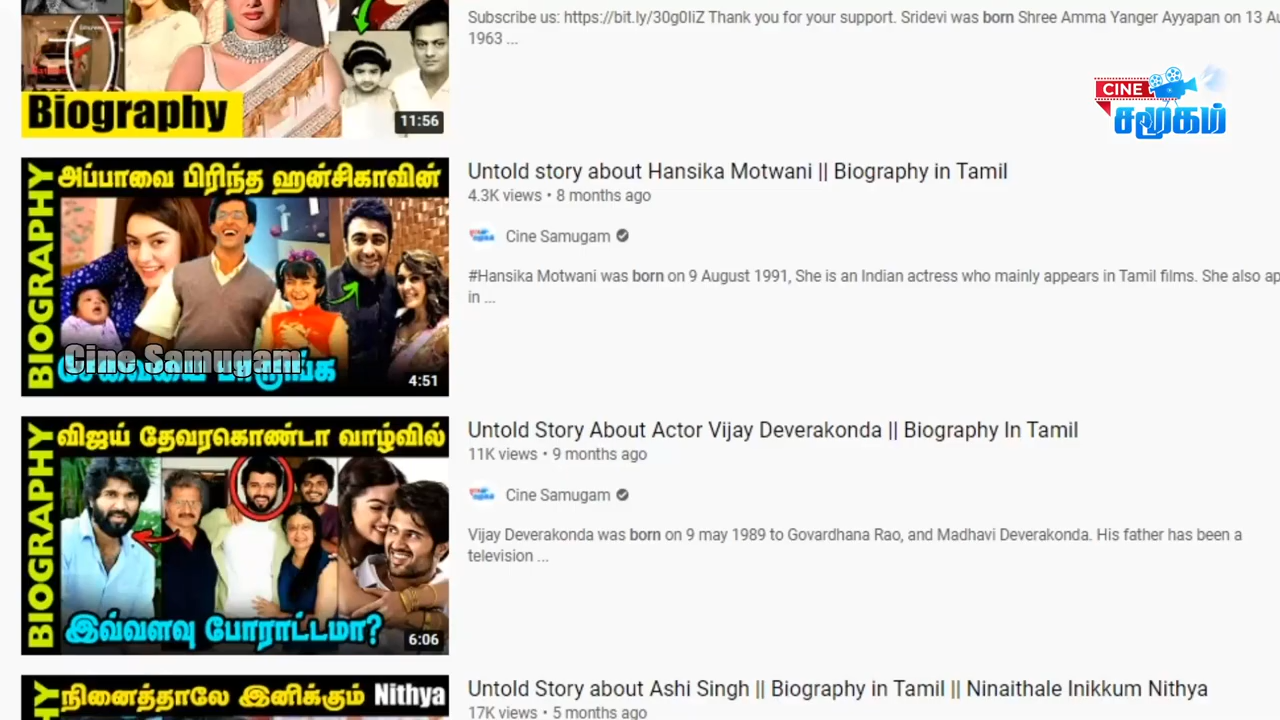 Subscribe us: https://bit.ly/30g0liZ Thank you for your support. Sridevi was born Shree Amma Yanger Ayyapan on 13 Au
1963 ...
CINE
சமூகம்
Biography
11:56
BIOGRAPHY
அப்பாவை பிரிந்த ஹன்சிகாவின்
Cine Samugam
4:51
Untold story about Hansika Motwani || Biography in Tamil
4.3K views • 8 months ago
Cine Samugam
#Hansika Motwani was born on 9 August 1991, She is an Indian actress who mainly appears in Tamil films. She also ap
in ...
BIOGRAPHY
விஜய் தேவரகொண்டா வாழ்வில்
இவ்வளவு போராட்டமா?
6:06
Untold Story About Actor Vijay Deverakonda || Biography In Tamil
11K views • 9 months ago
Cine Samugam
Vijay Deverakonda was born on 9 may 1989 to Govardhana Rao, and Madhavi Deverakonda. His father has been a
television ...
நினைத்தாலே இனிக்கும் Nithya
Untold Story about Ashi Singh || Biography in Tamil || Ninaithale Inikkum Nithya
17K views • 5 months ago